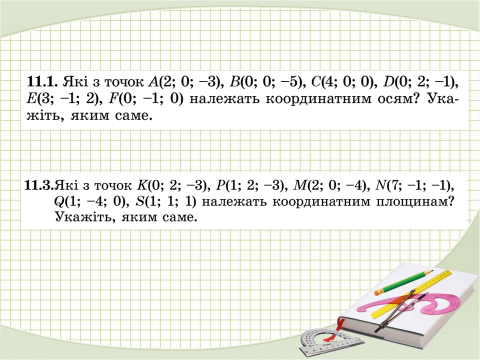 11.1. Які з точок A(2; 0; −3), B(0; 0; −5), C(4; 0; 0), D(0; 2; −1),
E(3; −1; 2), F(0; −1; 0) належать координатним осям? Ука-
жіть, яким саме.
11.3.Які з точок K(0; 2; −3), P(1; 2; −3), M(2; 0; −4), N(7; −1; −1),
Q(1; −4; 0), S(1; 1; 1) належать координатним площинам?
Укажіть, яким саме.